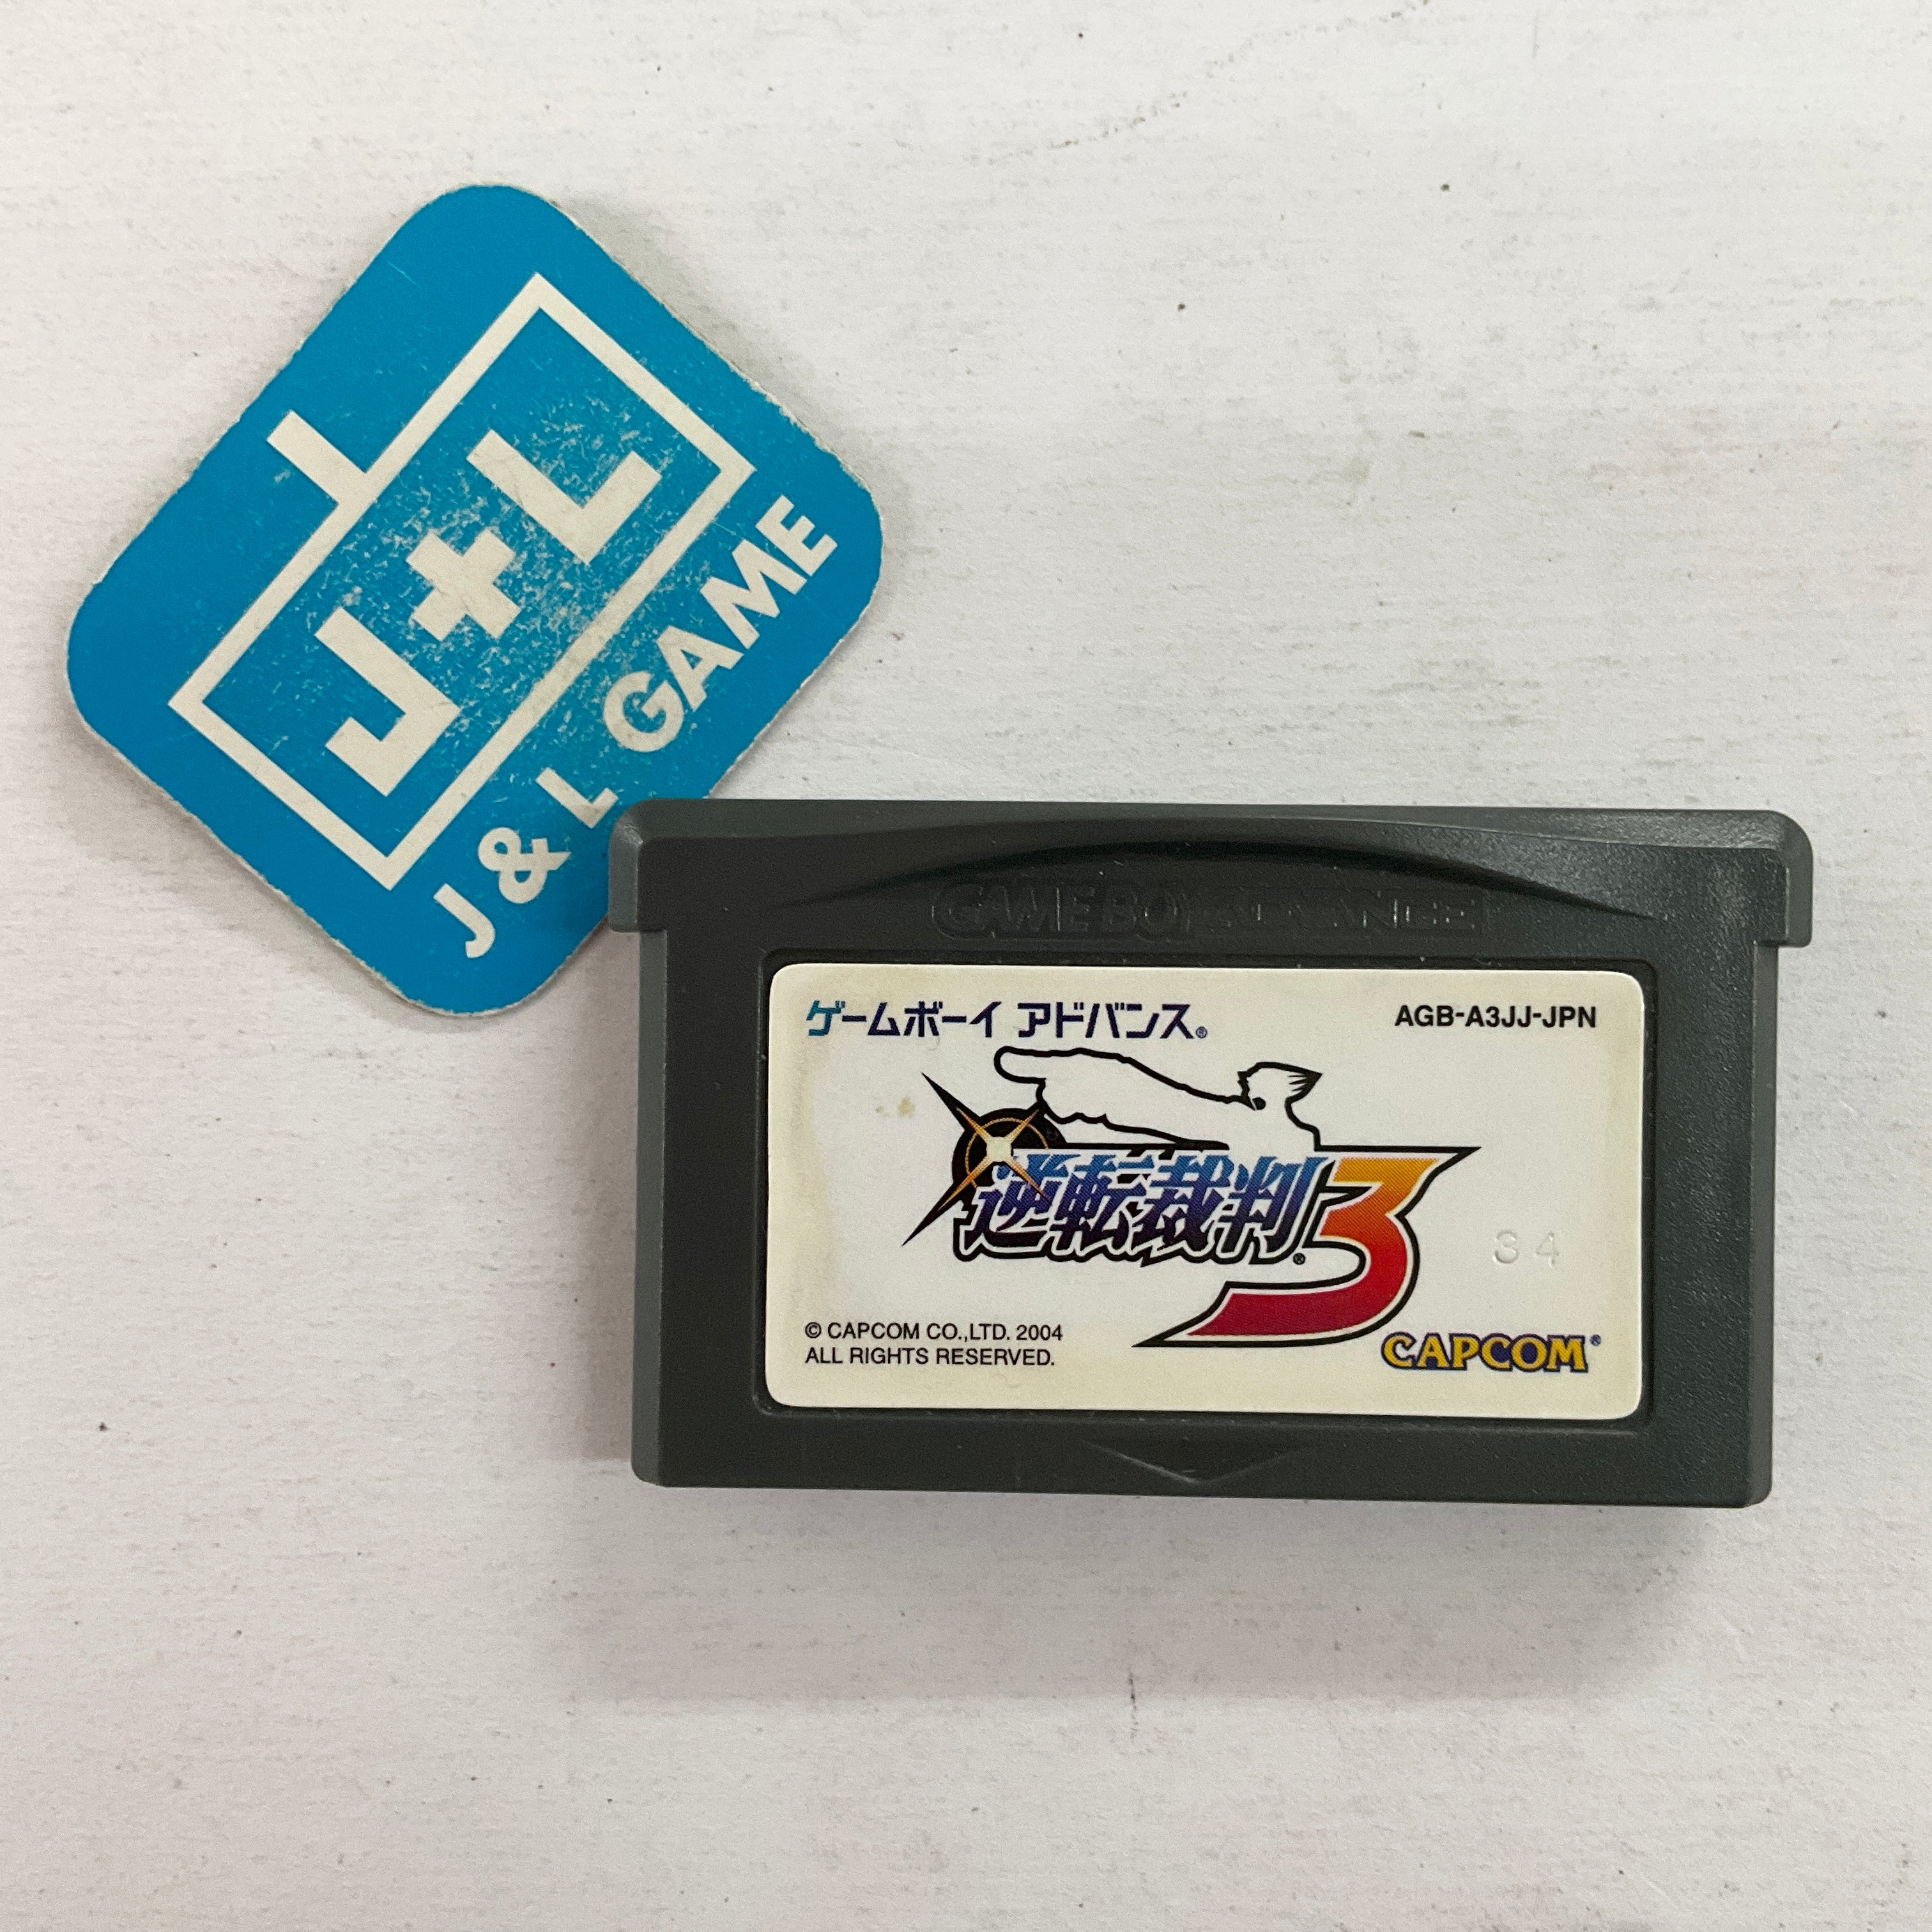 J+L
J & L GAME
GAME BOY ADVANCE
ゲームボーイ アドバンス®
AGB-A3JJ-JPN
逆転裁判®3
34
© CAPCOM CO.,LTD. 2004
ALL RIGHTS RESERVED.
CAPCOM®